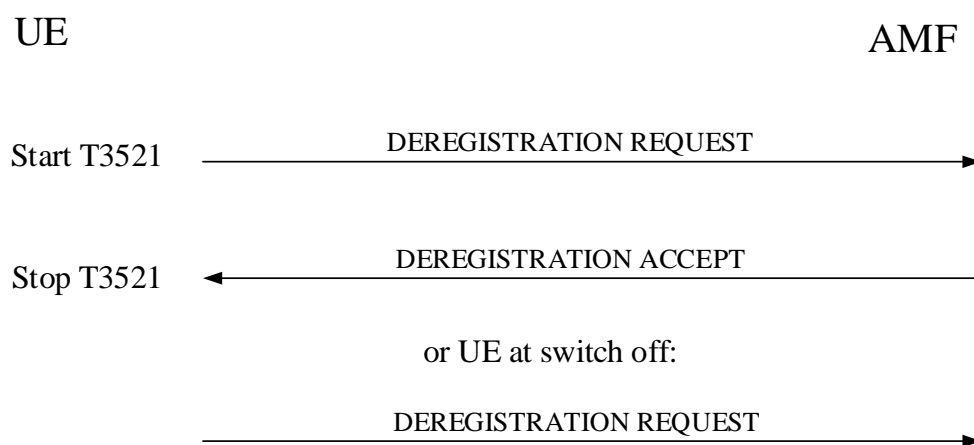 UE
AMF
Start T3521
DEREGISTRATION REQUEST
Stop T3521
DEREGISTRATION ACCEPT
or UE at switch off:
DEREGISTRATION REQUEST